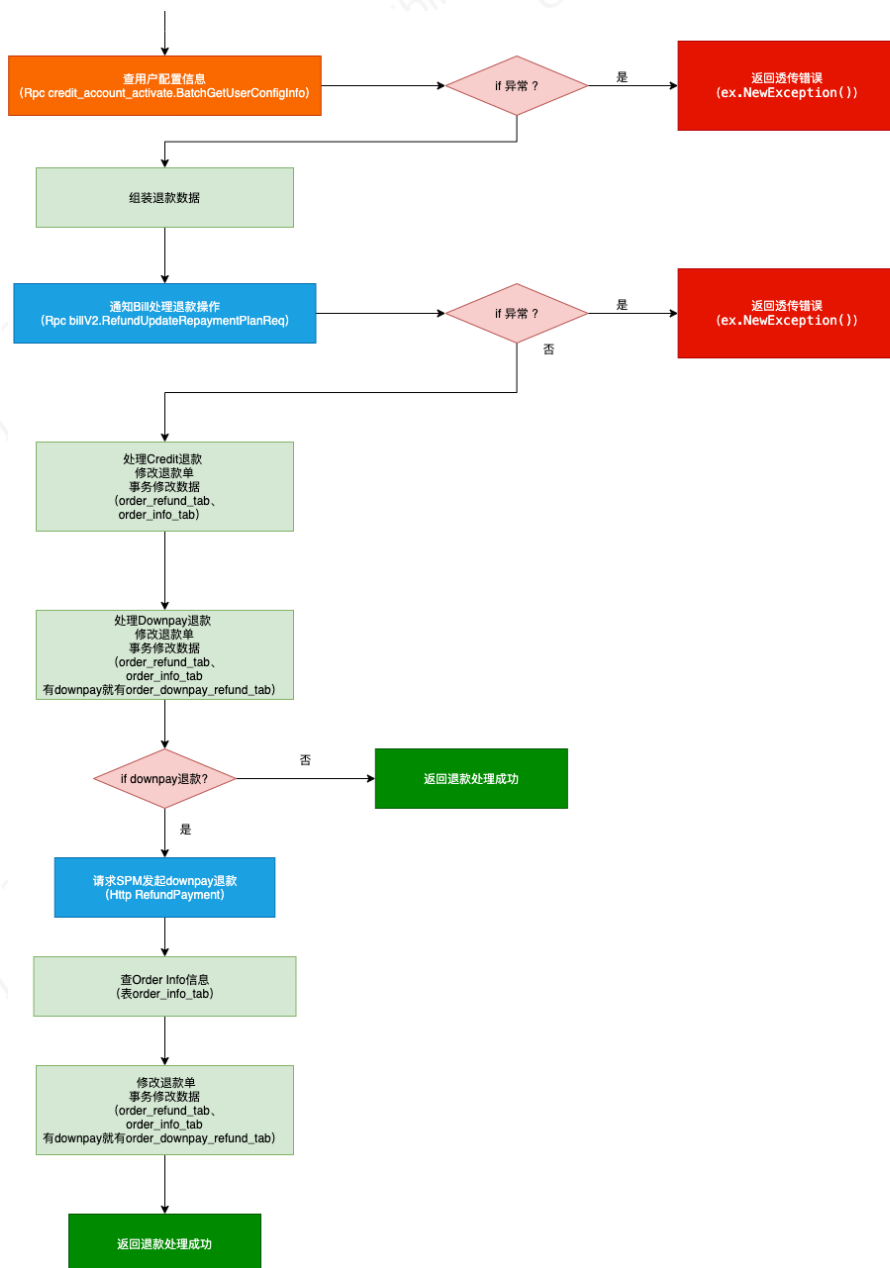 查用户配置信息
（Rpc credit_account_activate.BatchGetUserConfigInfo）
if 异常？
是
返回透传错误
（ex.NewException()）
组装退款数据
通知Bill处理退款操作
（Rpc billV2.RefundUpdateRepaymentPlanReq）
if 异常？
是
返回透传错误
（ex.NewException()）
否
处理Credit退款
修改退款单
事务修改数据
（order_refund_tab、
order_info_tab）
处理Downpay退款
修改退款单
事务修改数据
（order_refund_tab、
order_info_tab
有downpay就有order_downpay_refund_tab）
if downpay退款?
否
返回退款处理成功
是
请求SPM发起downpay退款
（Http RefundPayment）
查Order Info信息
（表order_info_tab）
修改退款单
事务修改数据
（order_refund_tab、
order_info_tab
有downpay就有order_downpay_refund_tab）
返回退款处理成功